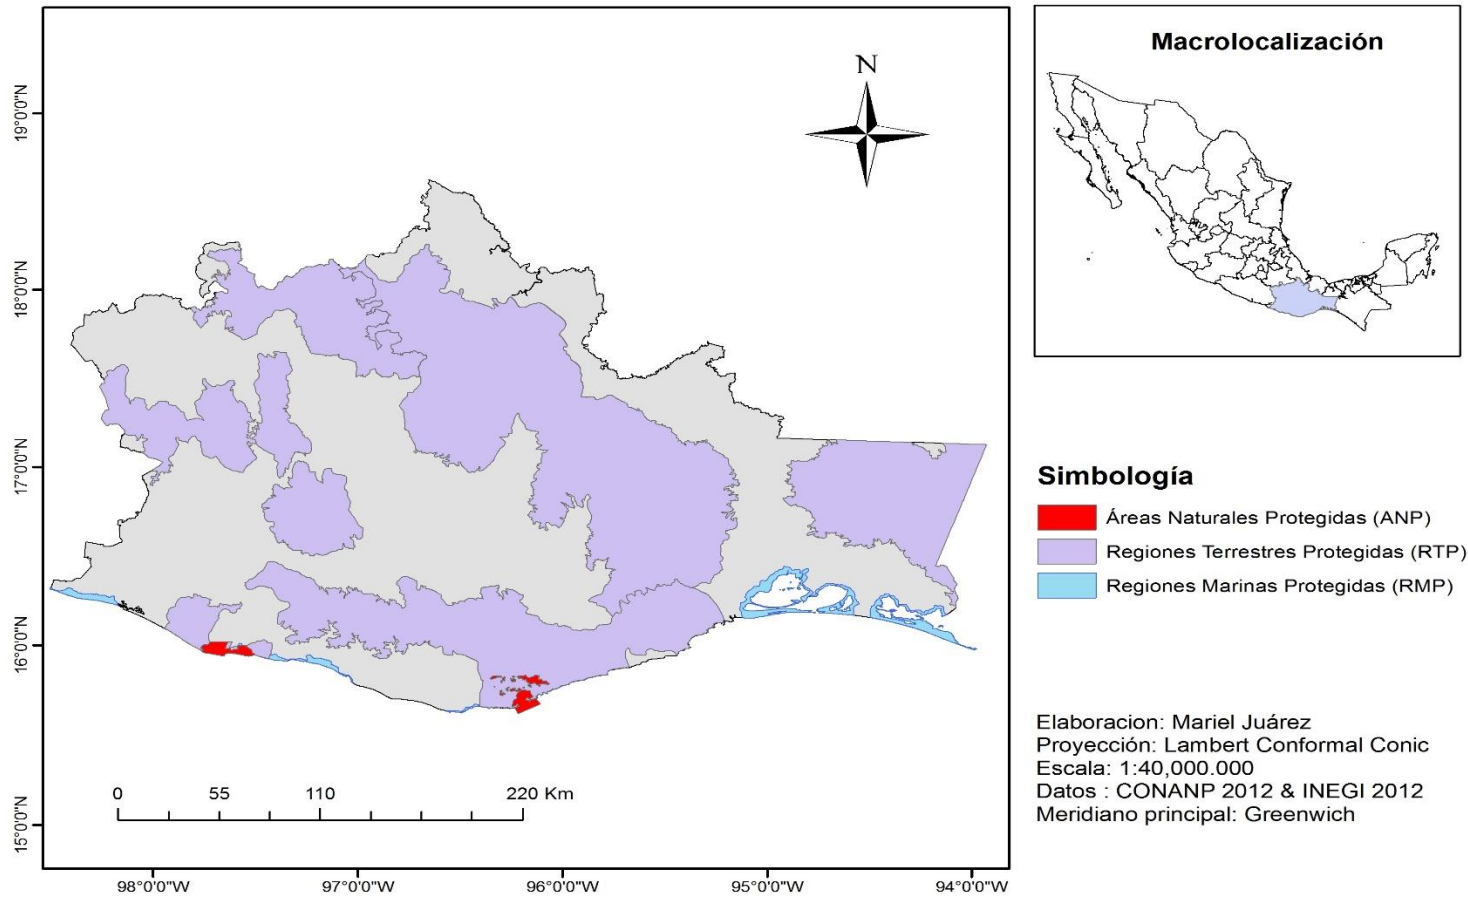 N
19°0'0"N
18°0'0"N
17°0'0"N
16°0'0"N
15°0'0"N
0 55 110 220 Km
98°0'0"W 97°0'0"W 96°0'0"W 95°0'0"W 94°0'0"W
Macrolocalización
Simbología
Áreas Naturales Protegidas (ANP)
Regiones Terrestres Protegidas (RTP)
Regiones Marinas Protegidas (RMP)
Elaboracion: Mariel Juárez
Proyección: Lambert Conformal Conic
Escala: 1:40,000.000
Datos : CONANP 2012 & INEGI 2012
Meridiano principal: Greenwich